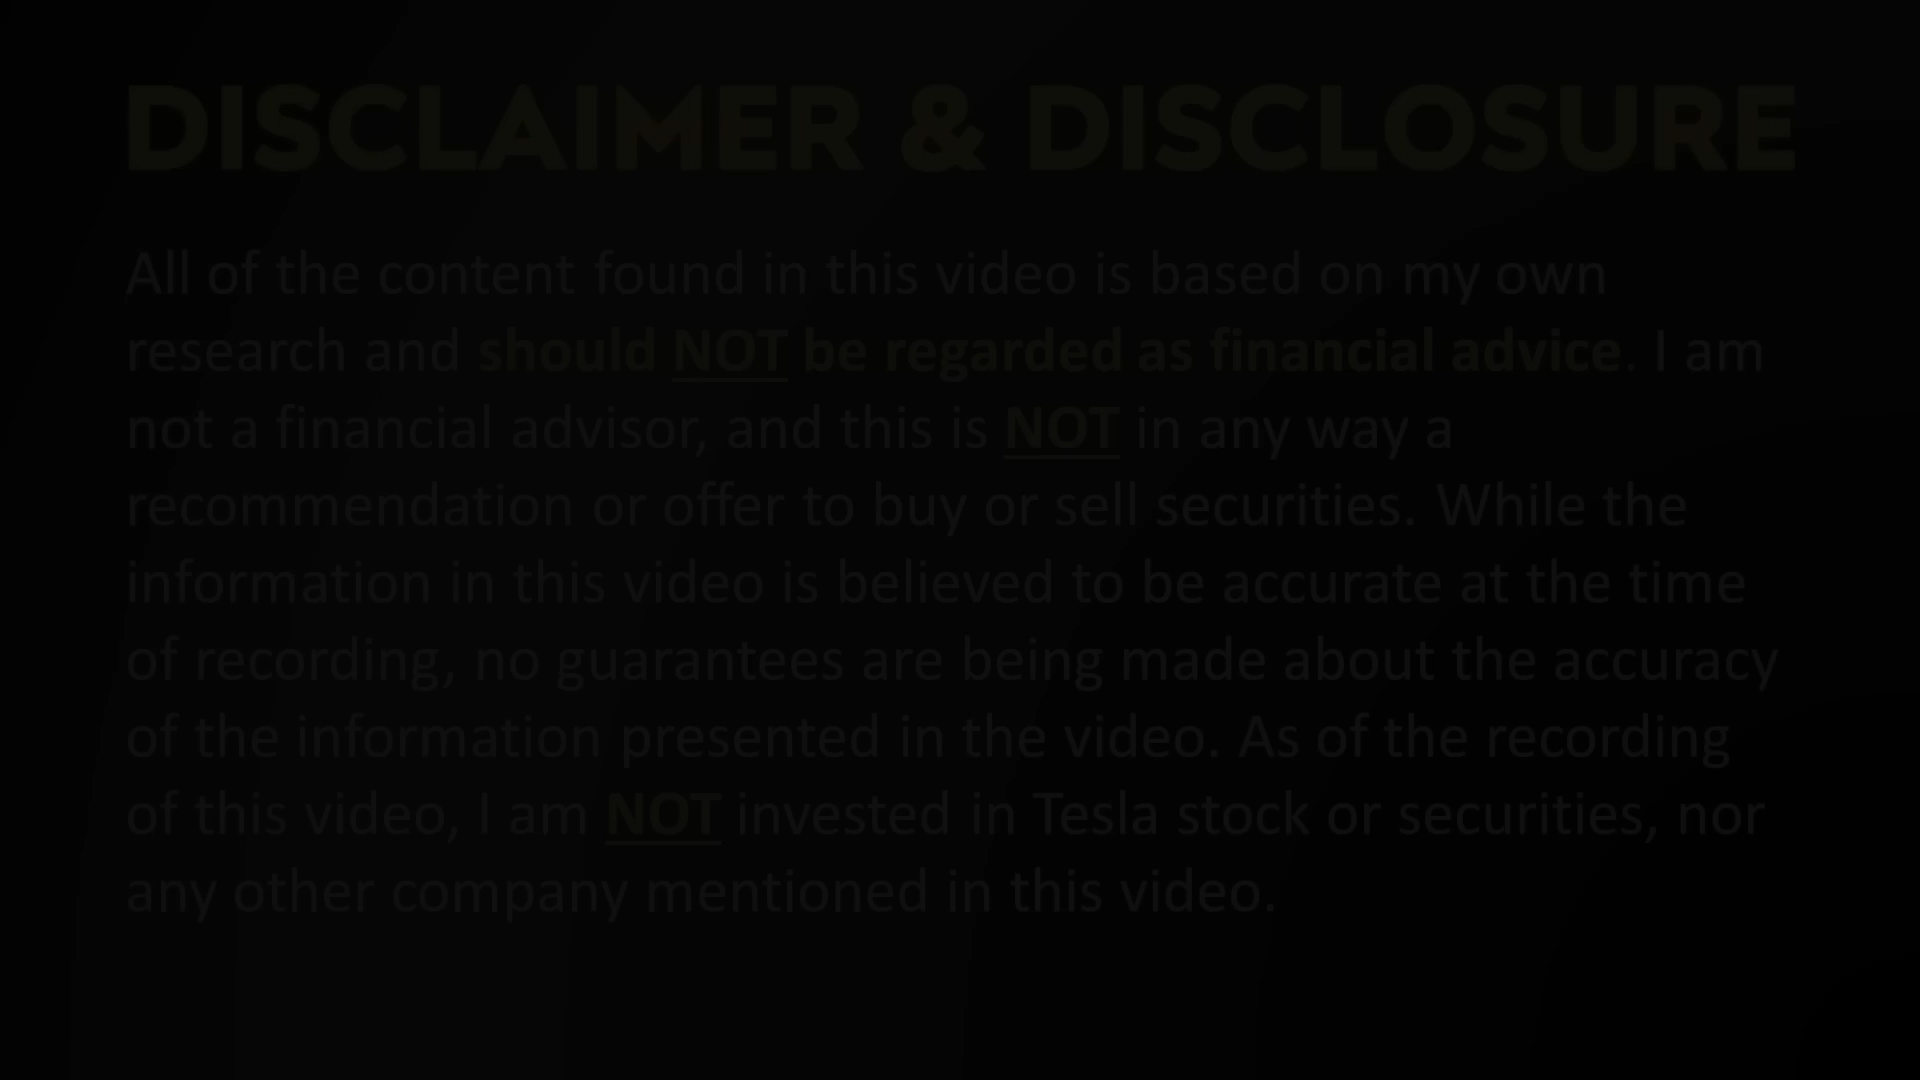 DISCLAIMER & DISCLOSURE
All of the content found in this video is based on my own
research and should NOT be regarded as financial advice. I am
not a financial advisor, and this is NOT in any way a
recommendation or offer to buy or sell securities. While the
information in this video is believed to be accurate at the time
of recording, no guarantees are being made about the accuracy
of the information presented in the video. As of the recording
of this video, I am NOT invested in Tesla stock or securities, nor
any other company mentioned in this video.